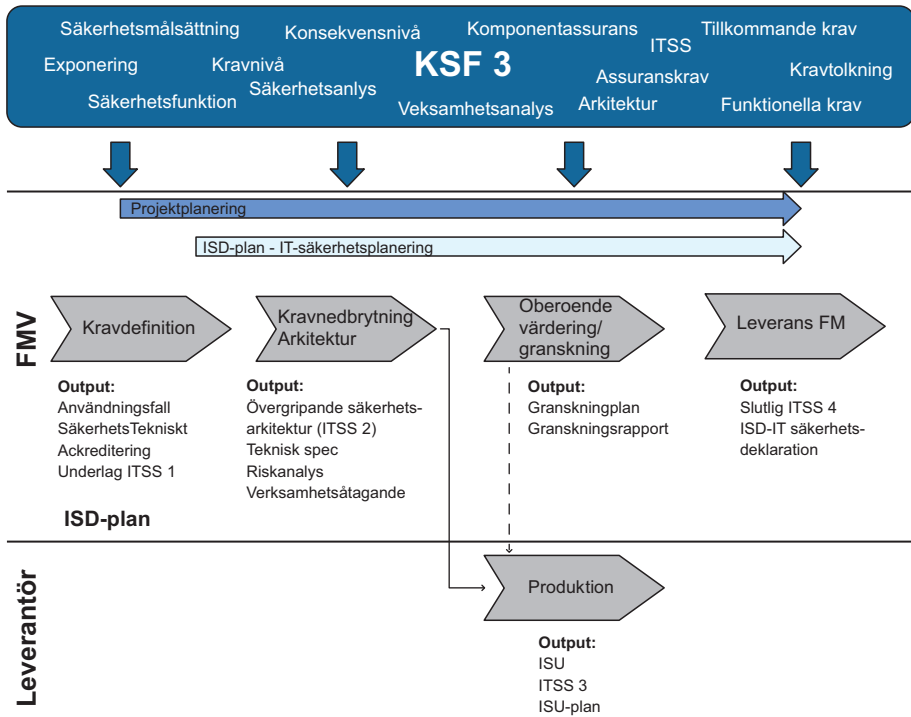 Säkerhetsmålsättning
Konsekvensnivå
Komponentassurans
ITSS
Tillkommande krav
Exponering
Kravnivå
KSF 3
Assuranskrav
Kravtolkning
Säkerhetsfunktion
Säkerhetsanlys
Veksamhetsanalys
Arkitektur
Funktionella krav
Projektplanering
ISD-plan - IT-säkerhetsplanering
FMV
Kravdefinition
Output:
Användningsfall
SäkerhetsTekniskt
Ackreditering
Underlag ITSS 1
ISD-plan
Kravnedbrytning
Arkitektur
Output:
Övergripande säkerhets-
arkitektur (ITSS 2)
Teknisk spec
Riskanalys
Verksamhetsåtagande
Oberoende
värdering/
granskning
Output:
Granskningplan
Granskningsrapport
Leverans FM
Output:
Slutlig ITSS 4
ISD-IT säkerhets-
deklaration
Leverantör
Produktion
Output:
ISU
ITSS 3
ISU-plan